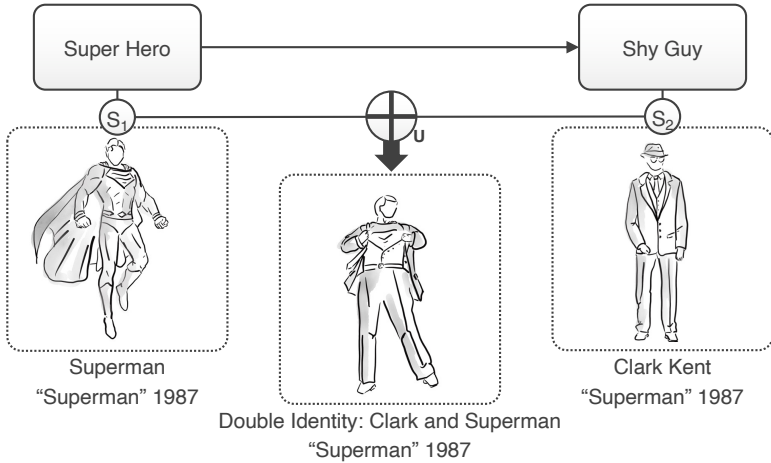 Super Hero
Shy Guy
S1
U
S2
Superman
“Superman” 1987
Clark Kent
“Superman” 1987
Double Identity: Clark and Superman
“Superman” 1987